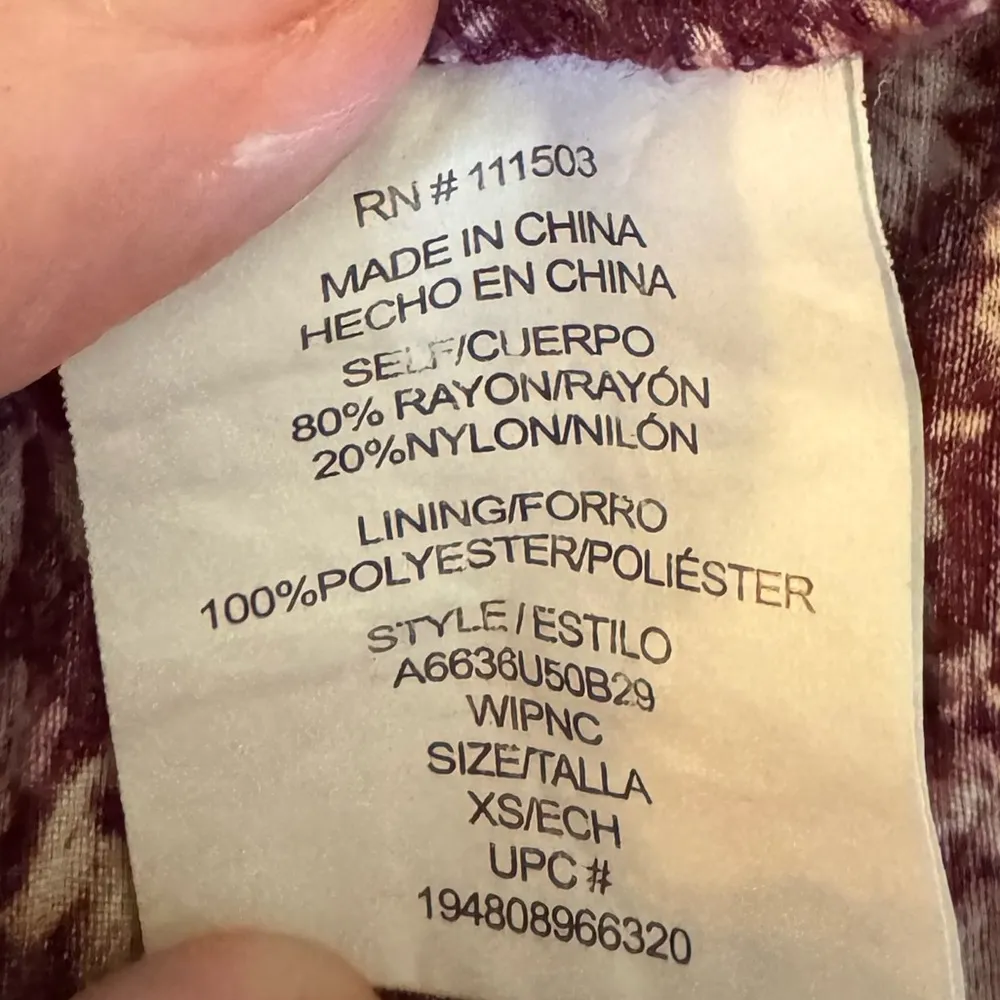 RN # 111503
MADE IN CHINA
HECHO EN CHINA
SELF/CUERPO
80% RAYON/RAYÓN
20%NYLON/NILÓN
LINING/FORRO
100%POLYESTER/POLIÉSTER
STYLE / ESTILO
A6636U50B29
WIPNC
SIZE/TALLA
XS/ECH
UPC #
194808966320